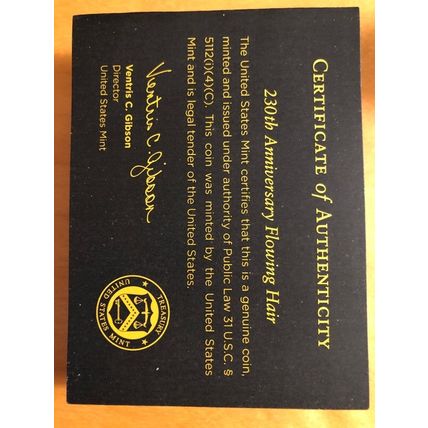 CERTIFICATE of AUTHENTICITY
230th Anniversary Flowing Hair
The United States Mint certifies that this is a genuine coin,
minted and issued under authority of Public Law 31 U.S.C. §
5112(i)(4)(C). This coin was minted by the United States
Mint and is legal tender of the United States.
Ventris C. Gibson
Ventris C. Gibson
Director
United States Mint
TREASURY
UNITED STATES MINT